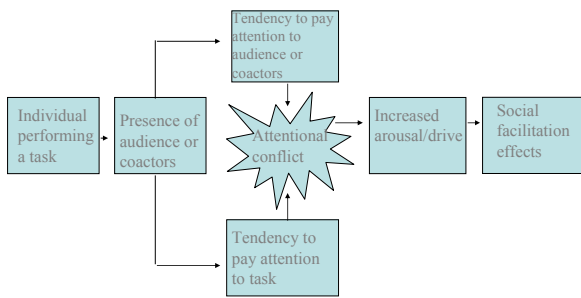 Tendency to pay
attention to
audience or
coactors
Individual
performing
a task
Presence of
audience or
coactors
Attentional
conflict
Increased
arousal/drive
Social
facilitation
effects
Tendency to
pay attention
to task